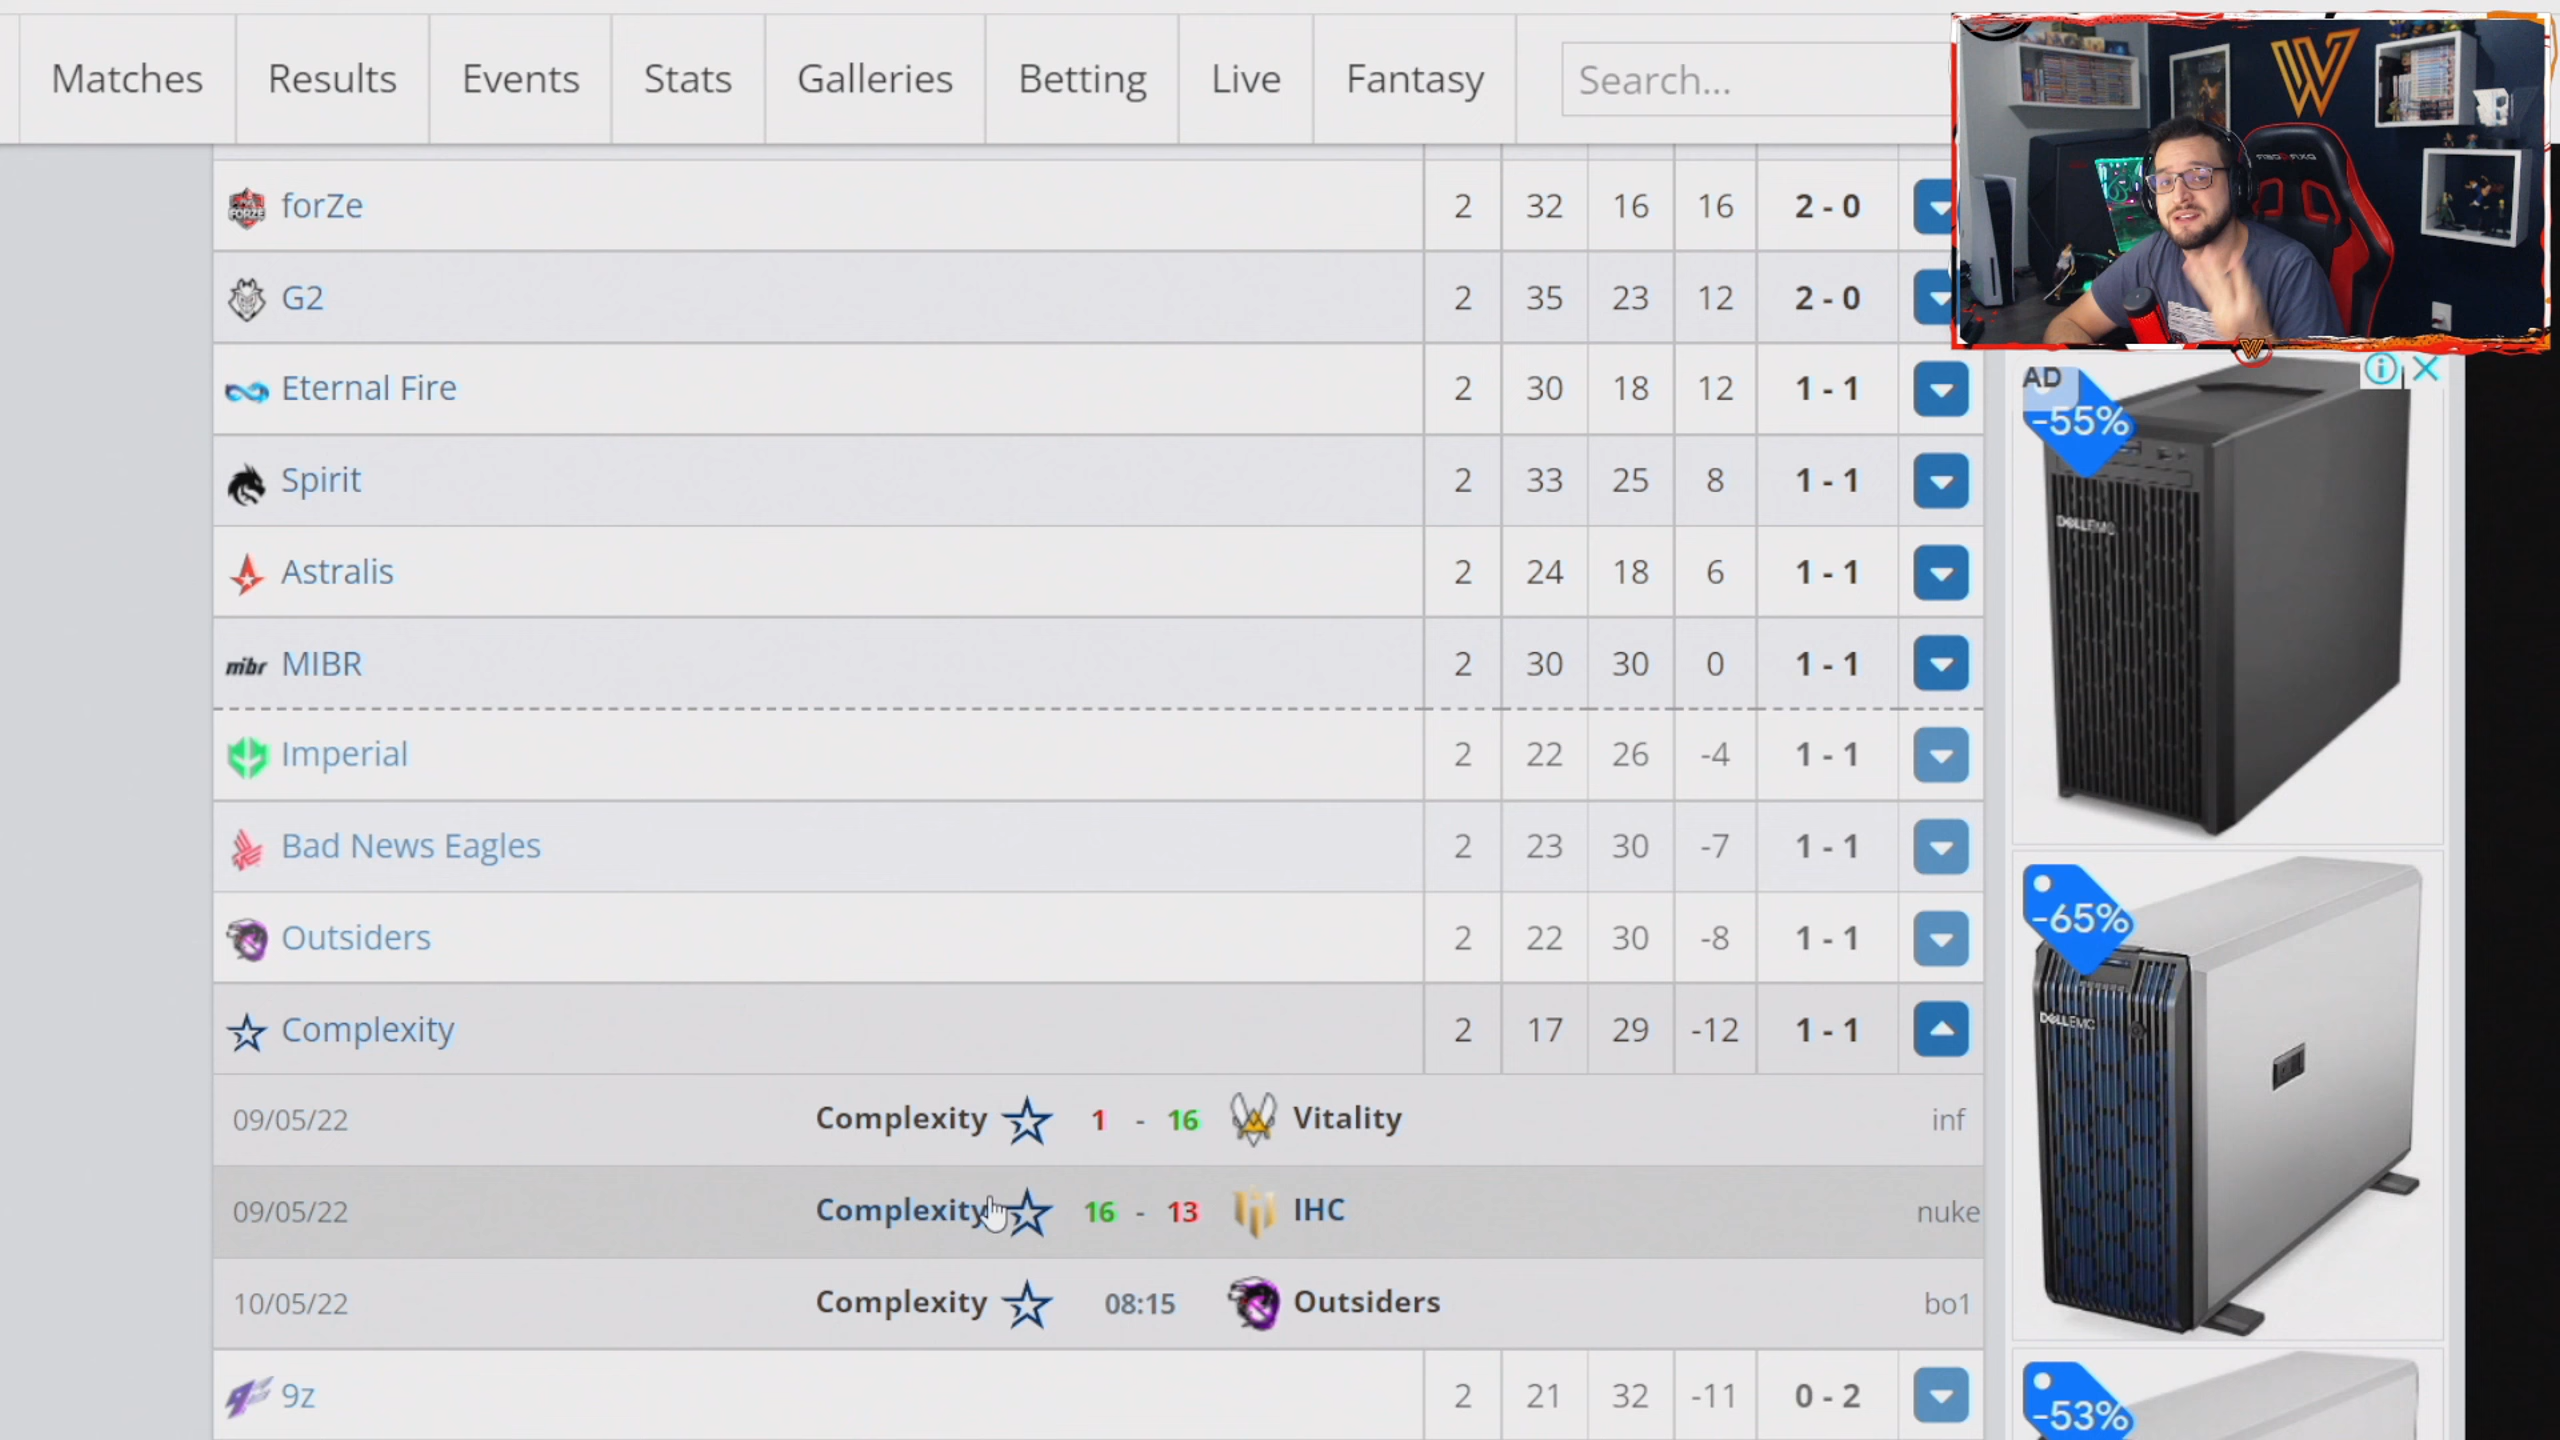 Matches Results Events Stats Galleries Betting Live Fantasy Search...
forZe 2 32 16 16 2 - 0
G2 2 35 23 12 2 - 0
Eternal Fire 2 30 18 12 1 - 1
Spirit 2 33 25 8 1 - 1
Astralis 2 24 18 6 1 - 1
mibr MIBR 2 30 30 0 1 - 1
Imperial 2 22 26 -4 1 - 1
Bad News Eagles 2 23 30 -7 1 - 1
Outsiders 2 22 30 -8 1 - 1
Complexity 2 17 29 -12 1 - 1
09/05/22 Complexity 1 - 16 Vitality inf
09/05/22 Complexity 16 - 13 IHC nuke
10/05/22 Complexity 08:15 Outsiders bo1
9z 2 21 32 -11 0 - 2
AD
-55%
DELLEMC
-65%
DELLEMC
-53%